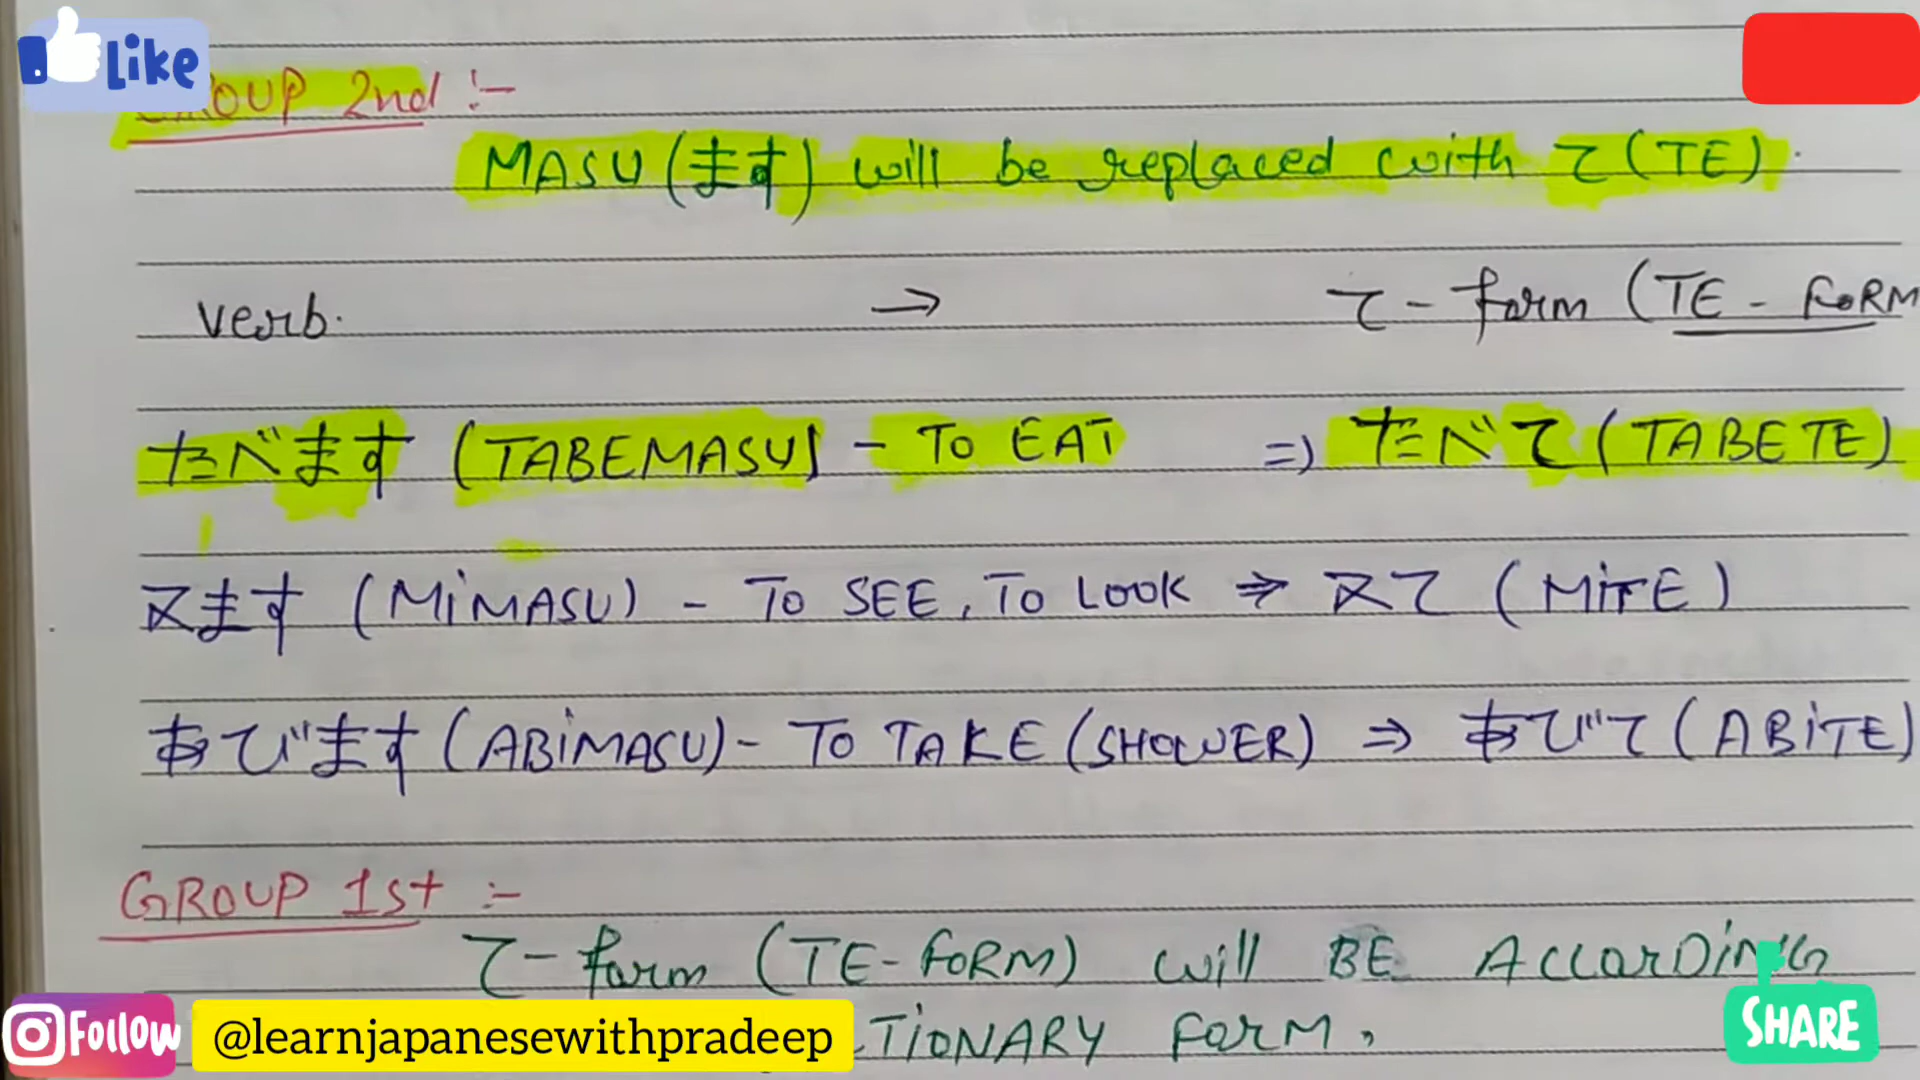 Like
GROUP 2nd :-
MASU (ます) will be replaced with て (TE).
verb. → て - form (TE - FORM
たべます (TABEMASU) - TO EAT => たべて (TABETE)
みます (MiMASU) - TO SEE, TO LOOK ⇒ みて (MiTE)
あびます (ABiMASU) - TO TAKE (SHOWER) ⇒ あびて (ABiTE)
GROUP 1st :-
て - form (TE - FORM) will BE ACCORDiNG
TiONARY FORM.
Follow @learnjapanesewithpradeep
SHARE